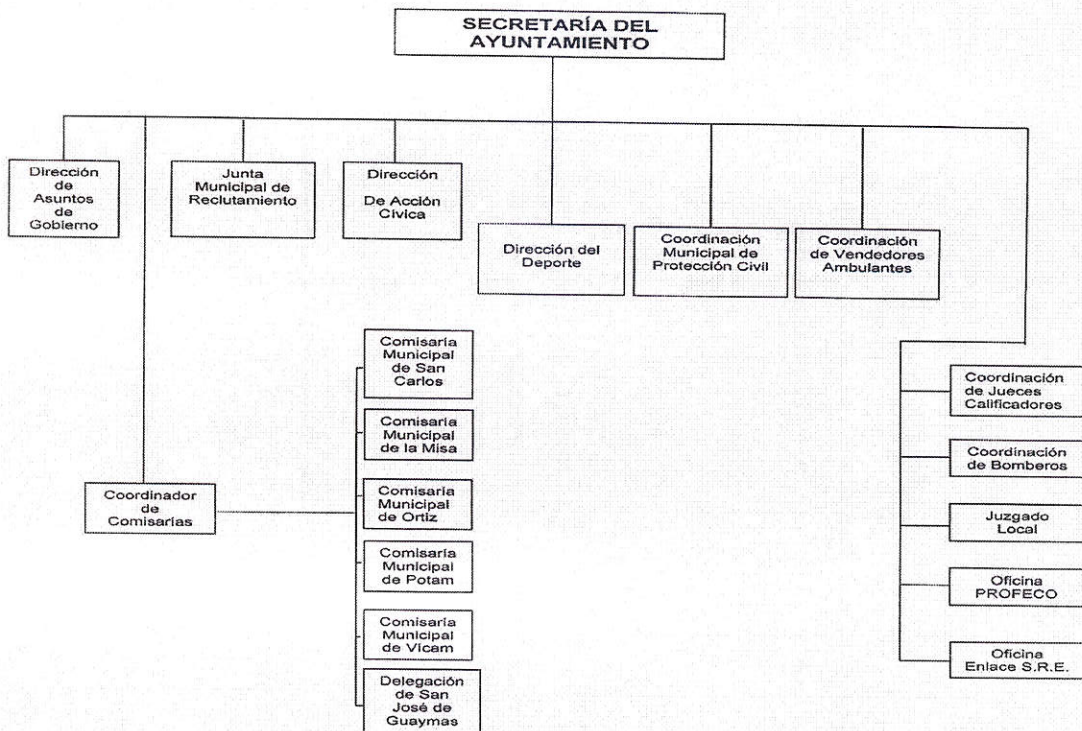 SECRETARÍA DEL
AYUNTAMIENTO
Dirección
de
Asuntos
de
Gobierno
Junta
Municipal de
Reclutamiento
Dirección
De Acción
Cívica
Dirección del
Deporte
Coordinación
Municipal de
Protección Civil
Coordinación
de Vendedores
Ambulantes
Coordinador
de
Comisarías
Comisaría
Municipal
de San
Carlos
Comisaría
Municipal
de la Misa
Comisaría
Municipal
de Ortiz
Comisaría
Municipal
de Potam
Comisaría
Municipal
de Vicam
Delegación
de San
José de
Guaymas
Coordinación
de Jueces
Calificadores
Coordinación
de Bomberos
Juzgado
Local
Oficina
PROFECO
Oficina
Enlace S.R.E.